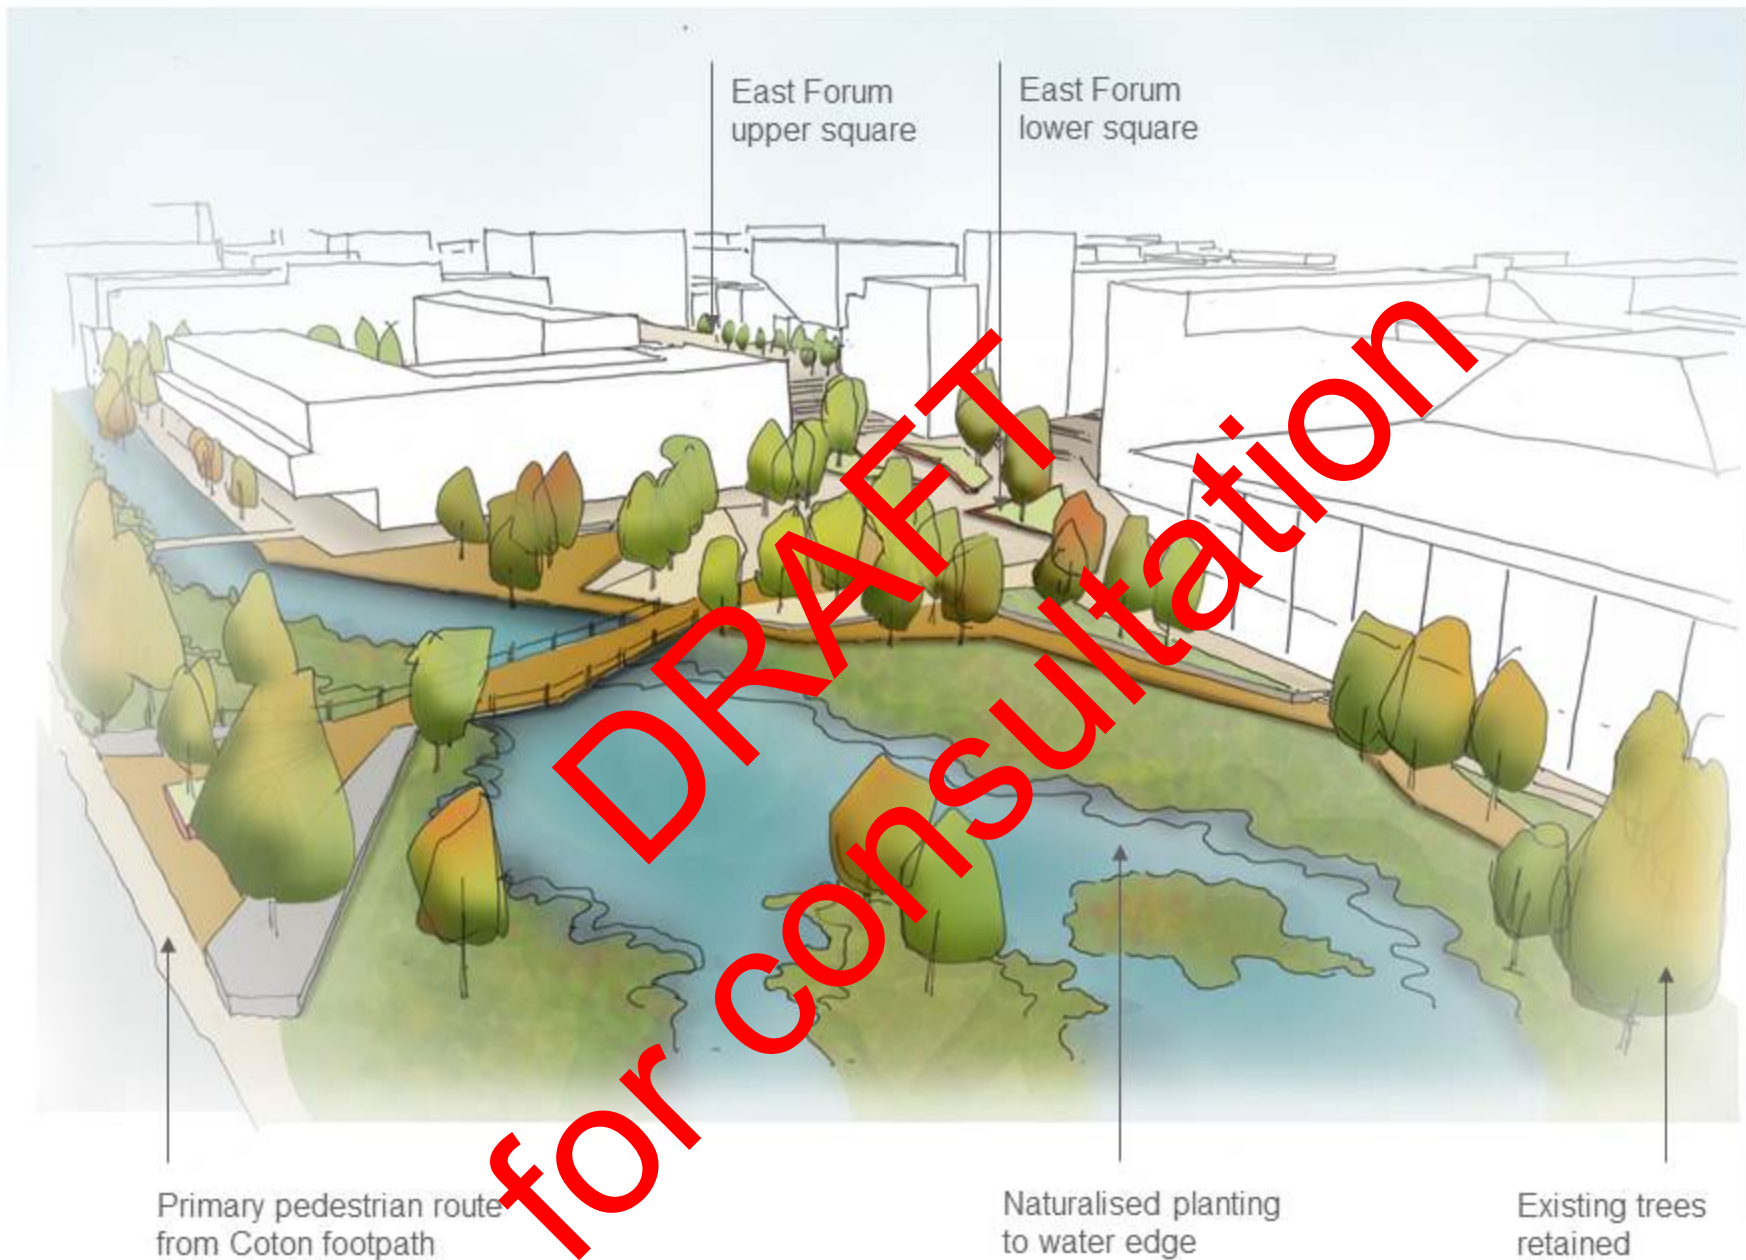 East Forum
upper square
East Forum
lower square
DRAFT
for consultation
Primary pedestrian route
from Coton footpath
Naturalised planting
to water edge
Existing trees
retained